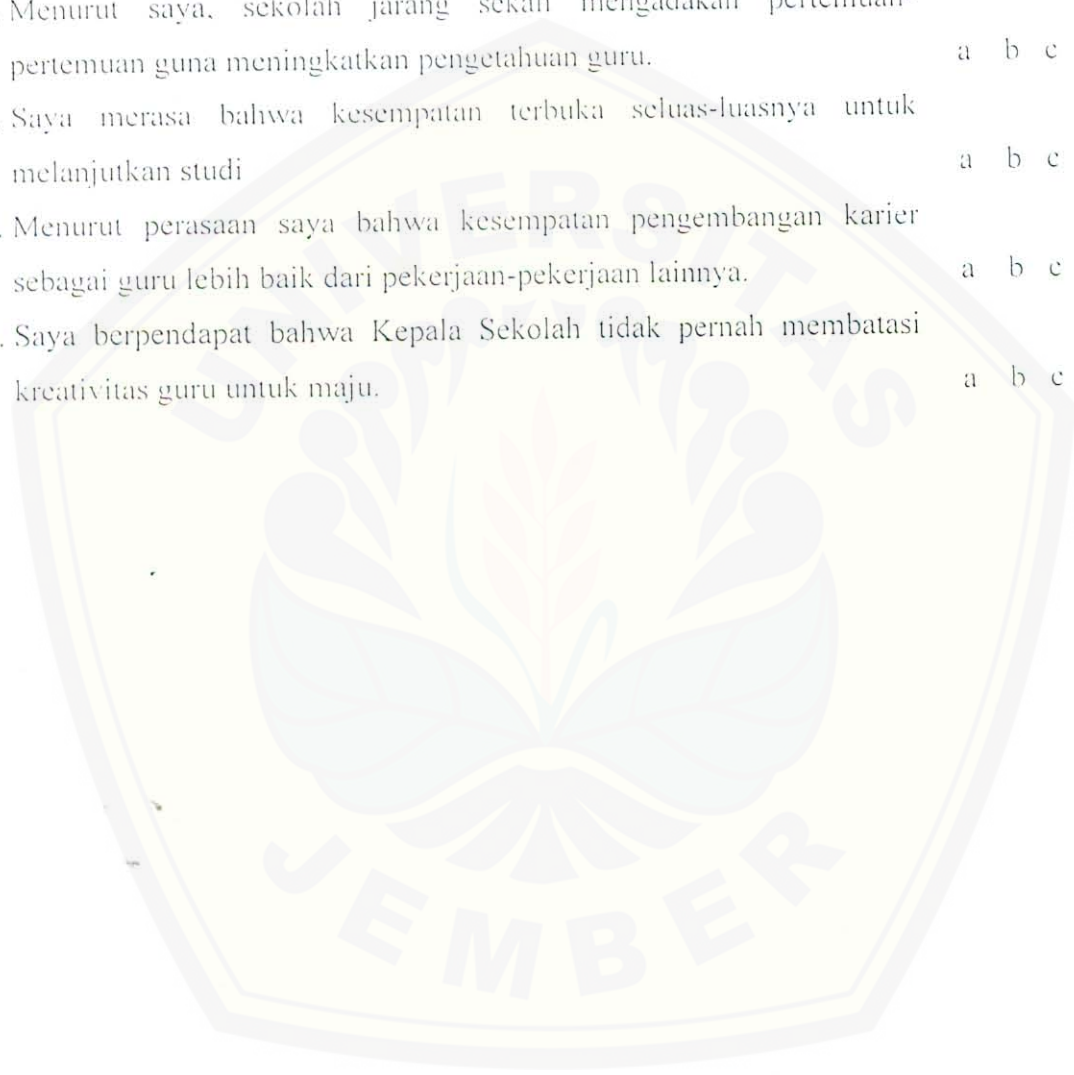 Menurut saya, sekolah jarang sekali mengadakan pertemuan-
pertemuan guna meningkatkan pengetahuan guru. a b c
Saya merasa bahwa kesempatan terbuka seluas-luasnya untuk
melanjutkan studi a b c
. Menurut perasaan saya bahwa kesempatan pengembangan karier
sebagai guru lebih baik dari pekerjaan-pekerjaan lainnya. a b c
. Saya berpendapat bahwa Kepala Sekolah tidak pernah membatasi
kreativitas guru untuk maju. a b c
UNIVERSITAS
JEMBER